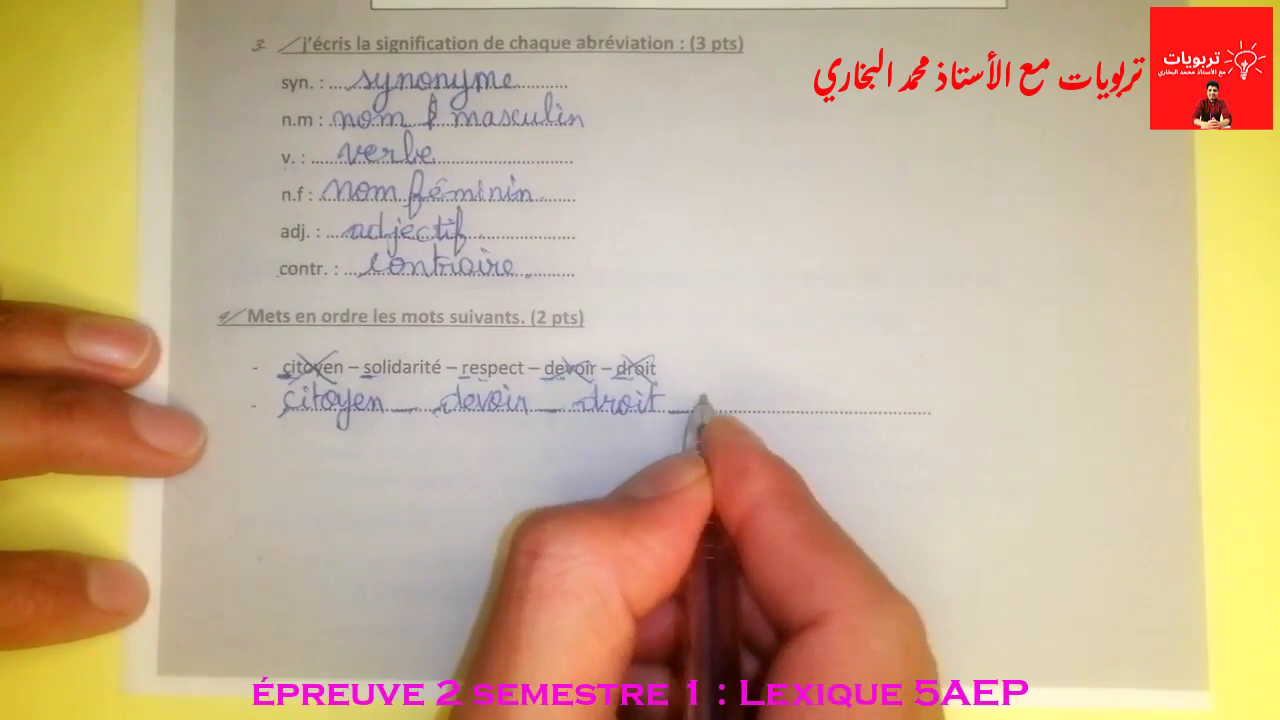 3 / j'écris la signification de chaque abréviation : (3 pts)
syn. : ... synonyme
n.m : nom masculin
v. : ... verbe
n.f : nom féminin
adj. : ... adjectif
contr. : ... contraire
4/ Mets en ordre les mots suivants. (2 pts)
- citoyen – solidarité – respect – devoir – droit
- citoyen – devoir – droit –
تربويات مع الأستاذ محمد البخاري
تربويات
مع الأستاذ محمد البخاري
épreuve 2 semestre 1 : Lexique 5AEP